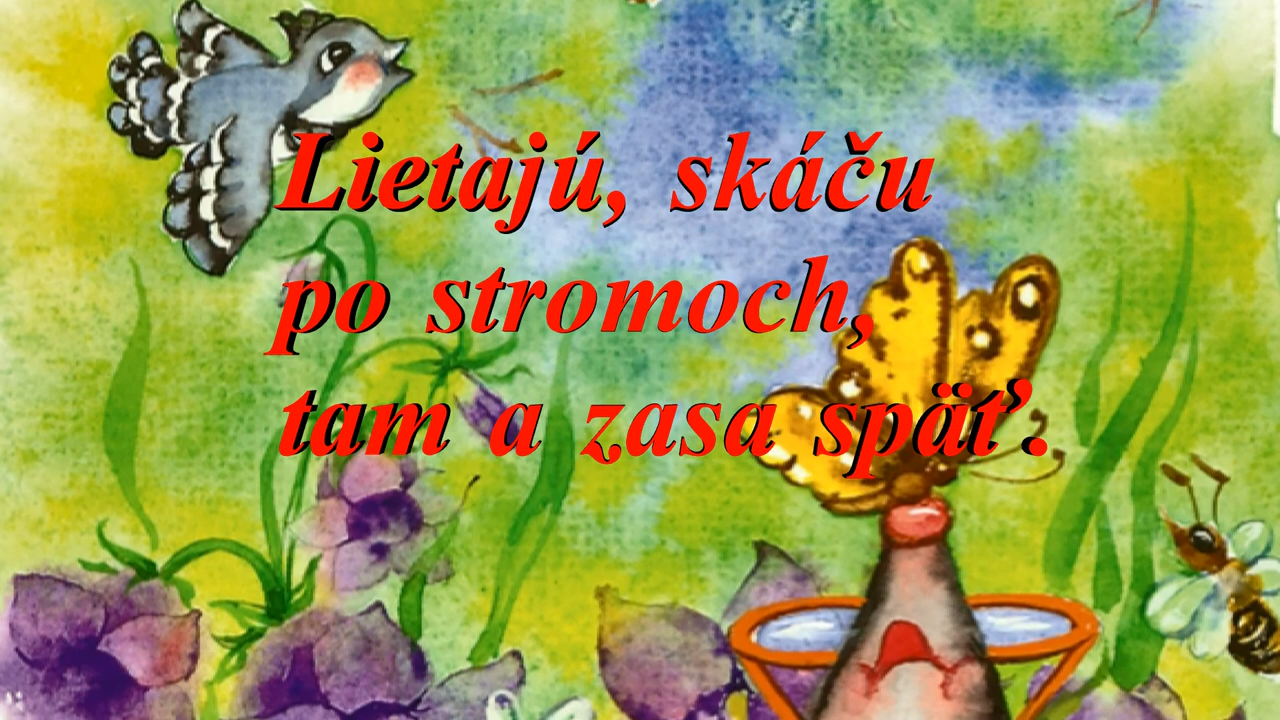 Lietajú, skáču
po stromoch,
tam a zasa späť.